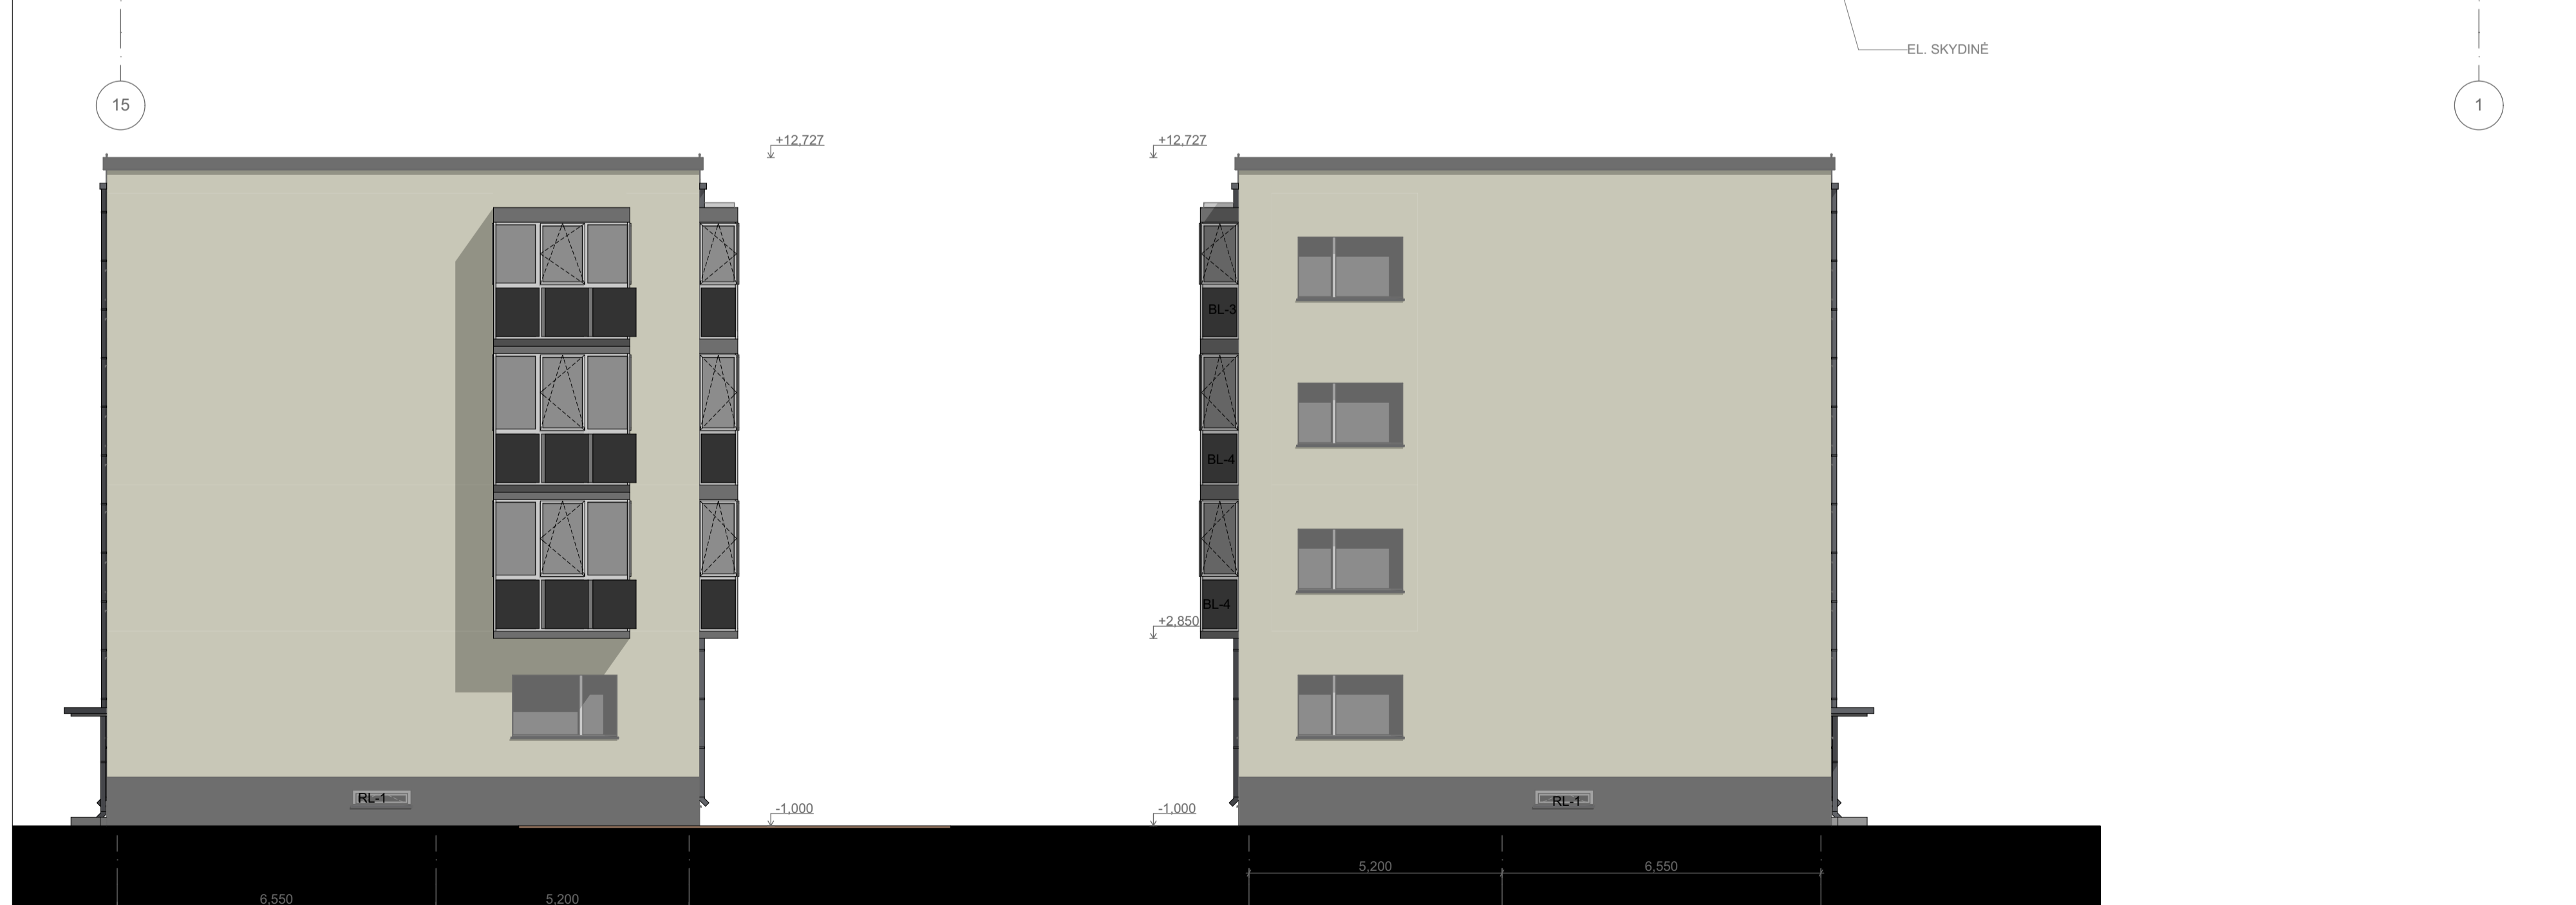 EL. SKYDINĖ
15
1
+12,727
+12,727
BL-3
BL-4
BL-4
+2,850
RL-1
RL-1
-1,000
-1,000
5,200
6,550
6,550
5,200